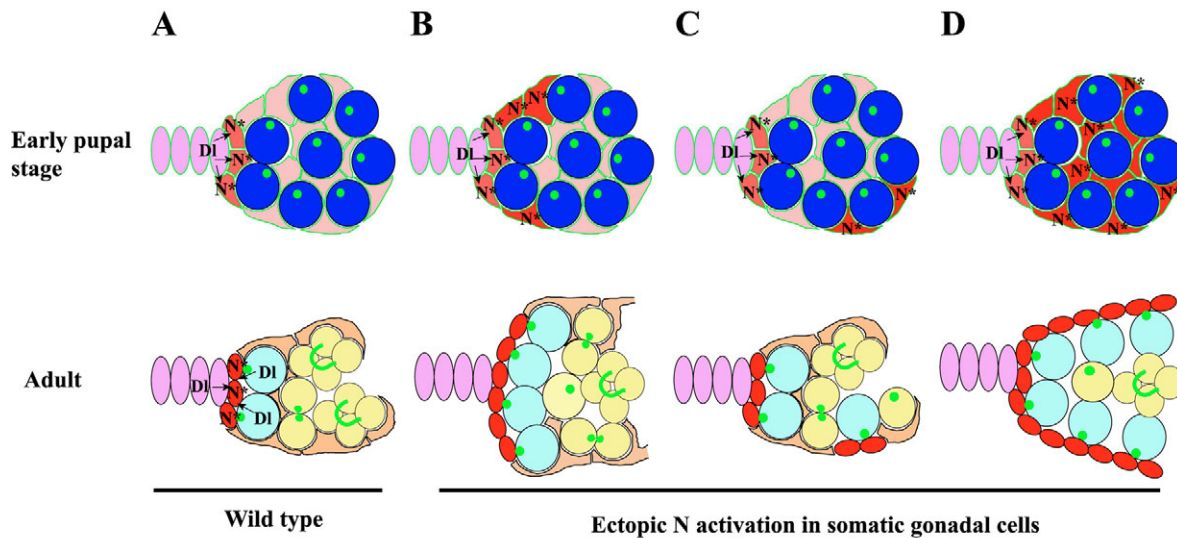 A B C D
Early pupal
stage
N* N* N* Dl
N* N* N* N* N* N* Dl
N* N* N* N* N* Dl
N* N* N* N* N* N* N* N* N* N* Dl
Adult
N* N* N* Dl Dl Dl
Wild type
Ectopic N activation in somatic gonadal cells